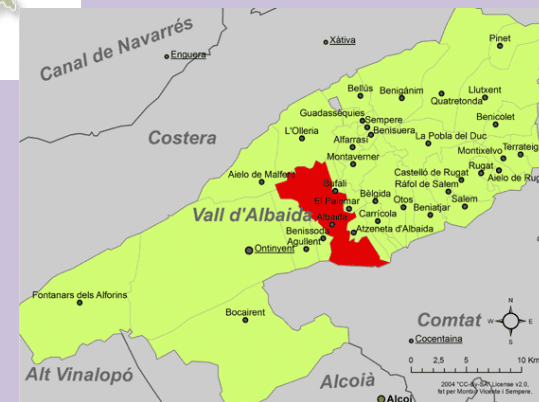 Canal de Navarrés
Enguera
Xàtiva
Pinet
Bellús
Benigànim
Llutxent
Quatretonda
Guadasséquies
Sempere
Benisuera
Benicolet
L'Olleria
Alfarrasí
La Pobla del Duc
Costera
Montaverner
Montixelvo
Terrateig
Aielo de Malferit
Castelló de Rugat
Rugat
Bufali
Ráfol de Salem
Aielo de Rug
El Palomar
Bèlgida
Otos
Salem
Vall d'Albaida
Albaida
Carrícola
Beniatjar
Benissoda
Atzeneta d'Albaida
Agullent
Ontinyent
Fontanars dels Alforins
Bocairent
Comtat
N
W
E
S
Cocentaina
0 2,5 5 10 Km
Alt Vinalopó
Alcoià
2004 "CC-By-SA" License v2.0,
fet per Montxo Vicente i Sempere.
Alcoi